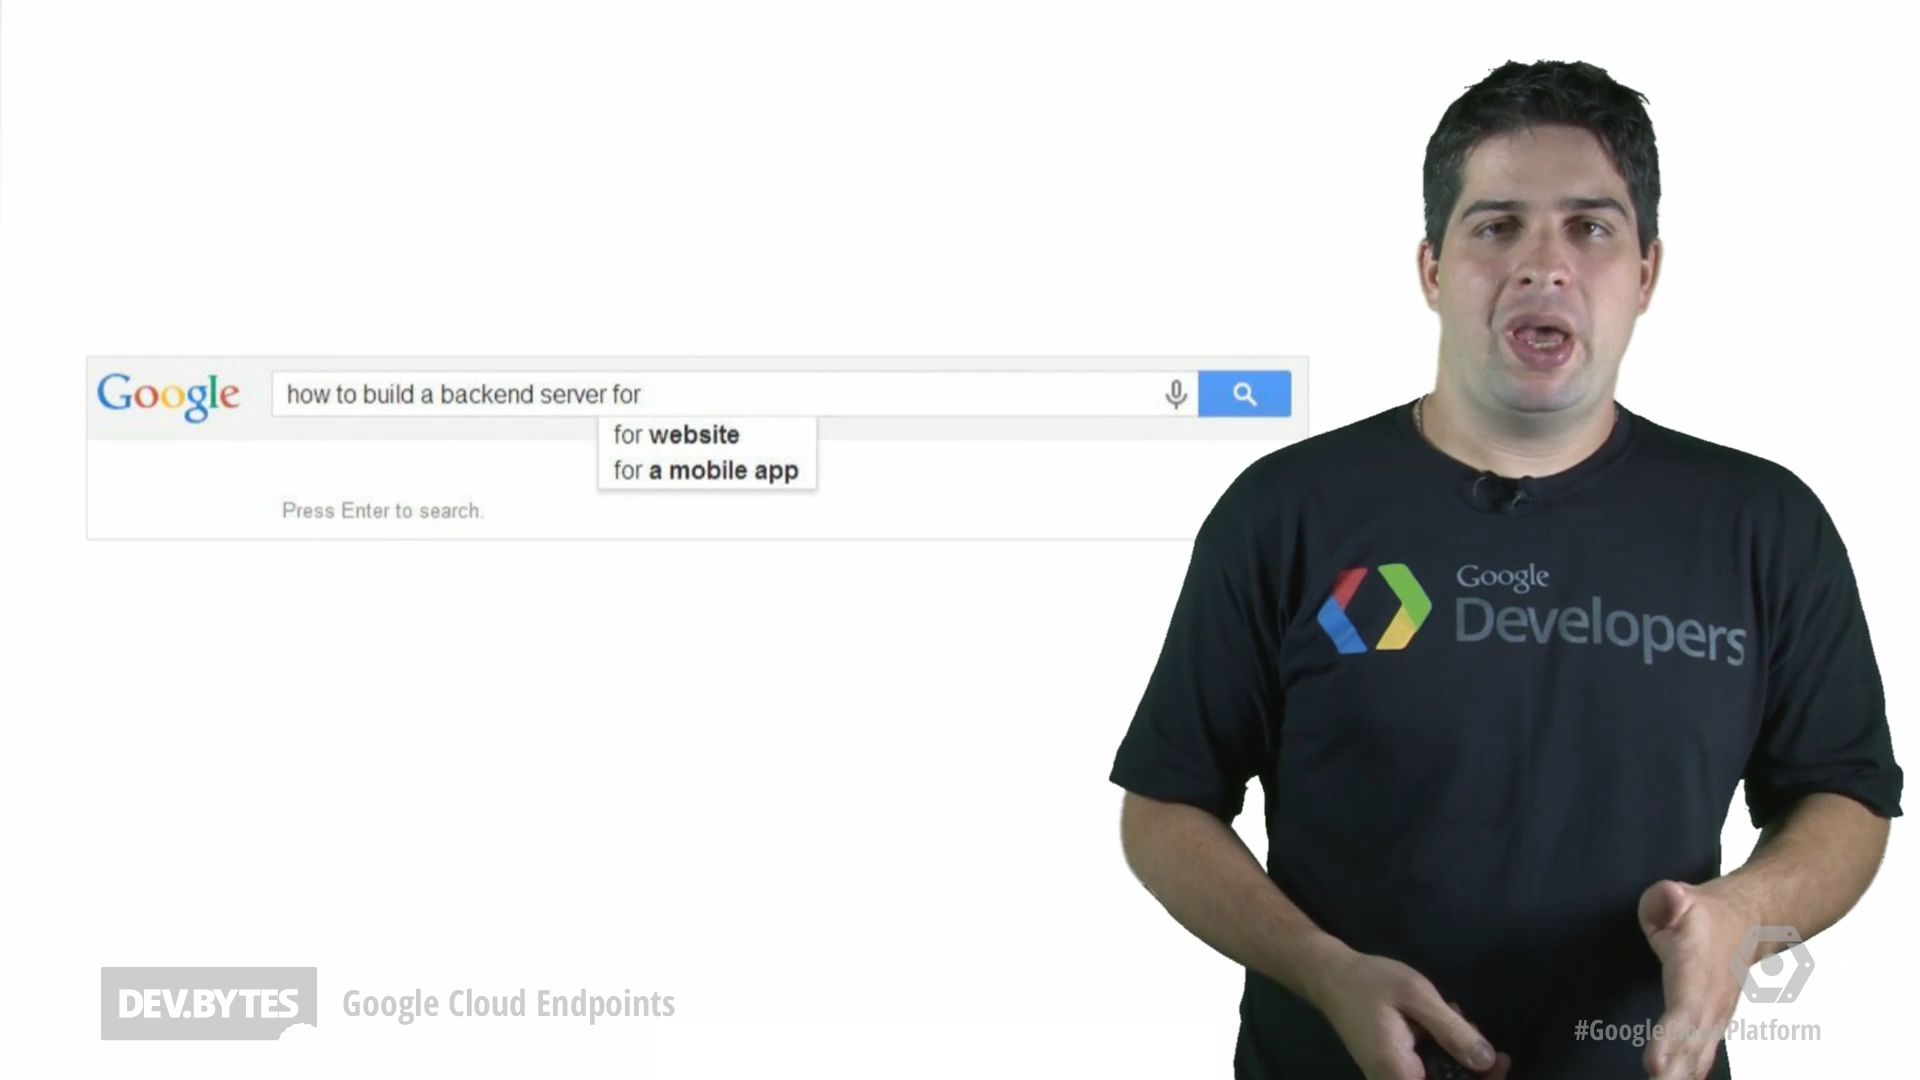 Google
how to build a backend server for
for website
for a mobile app
Press Enter to search.
Google
Developers
DEV.BYTES
Google Cloud Endpoints
#GoogleCloudPlatform